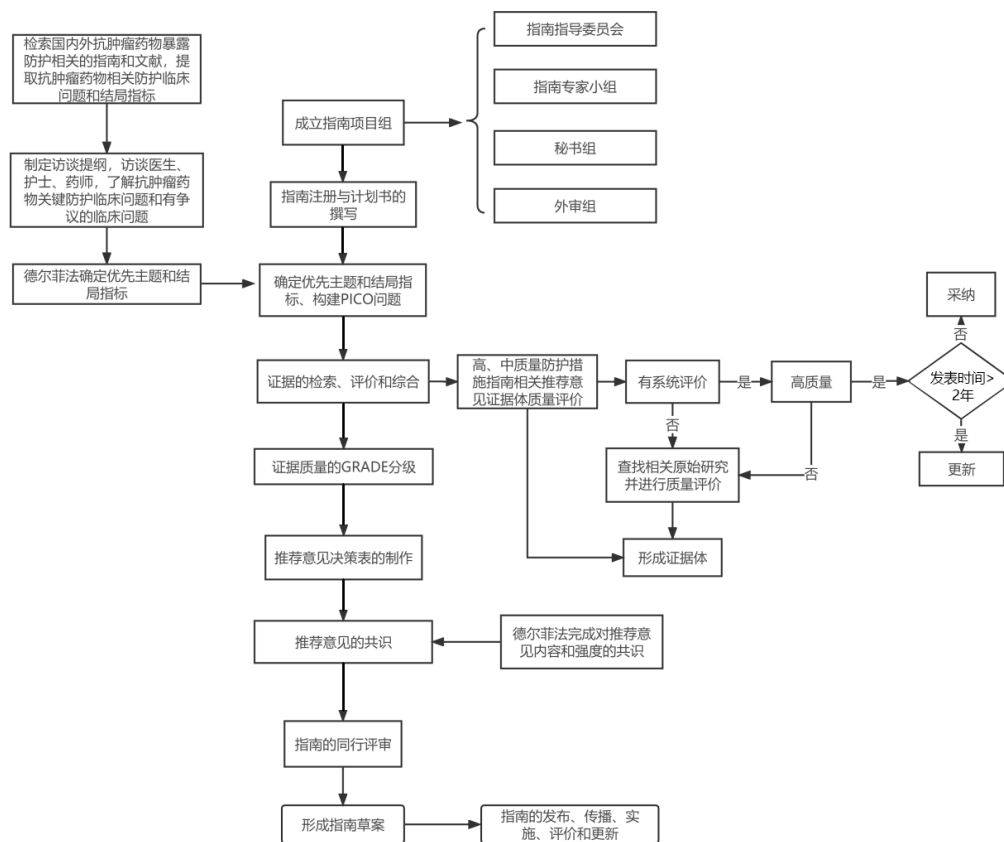 检索国内外抗肿瘤药物暴露
防护相关的指南和文献，提
取抗肿瘤药物相关防护临床
问题和结局指标
制定访谈提纲，访谈医生、
护士、药师，了解抗肿瘤药
物关键防护临床问题和有争
议的临床问题
德尔菲法确定优先主题和结
局指标
成立指南项目组
指南指导委员会
指南专家小组
秘书组
外审组
指南注册与计划书的
撰写
确定优先主题和结局指
标、构建PICO问题
证据的检索、评价和综合
高、中质量防护措
施指南相关推荐意
见证据体质量评价
有系统评价
是
高质量
是
发表时间>
2年
否
采纳
是
更新
否
否
查找相关原始研究
并进行质量评价
形成证据体
证据质量的GRADE分级
推荐意见决策表的制作
推荐意见的共识
德尔菲法完成对推荐意
见内容和强度的共识
指南的同行评审
形成指南草案
指南的发布、传播、实
施、评价和更新